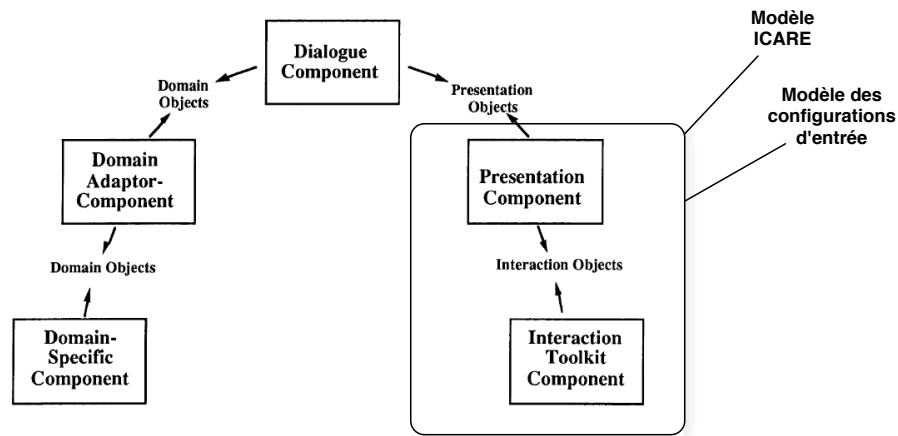 Modèle
ICARE
Dialogue
Component
Domain
Objects
Presentation
Objects
Modèle des
configurations
d'entrée
Domain
Adaptor-
Component
Presentation
Component
Domain Objects
Interaction Objects
Domain-
Specific
Component
Interaction
Toolkit
Component